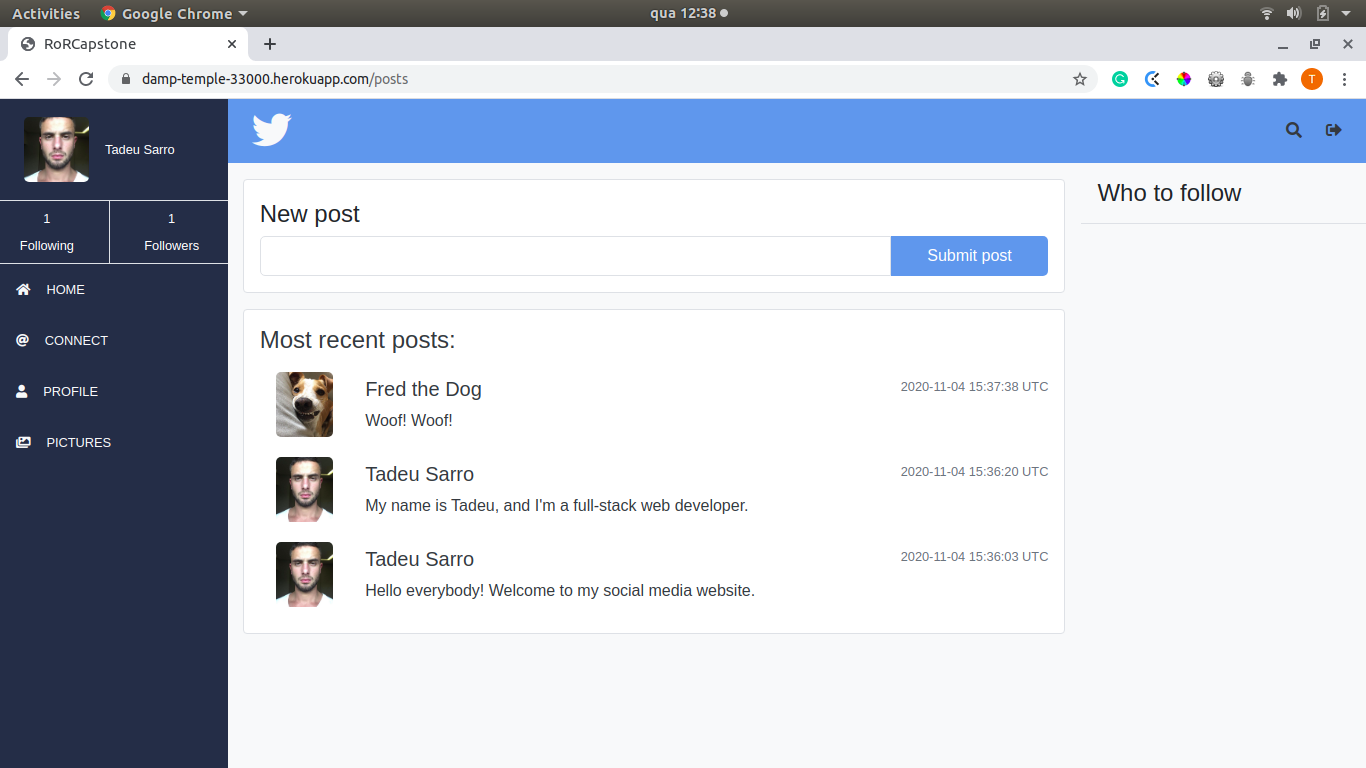 Activities Google Chrome qua 12:38
RoRCapstone
damp-temple-33000.herokuapp.com/posts
T
Tadeu Sarro
1 1
Following Followers
HOME
CONNECT
PROFILE
PICTURES
New post
Submit post
Most recent posts:
Fred the Dog 2020-11-04 15:37:38 UTC
Woof! Woof!
Tadeu Sarro 2020-11-04 15:36:20 UTC
My name is Tadeu, and I'm a full-stack web developer.
Tadeu Sarro 2020-11-04 15:36:03 UTC
Hello everybody! Welcome to my social media website.
Who to follow